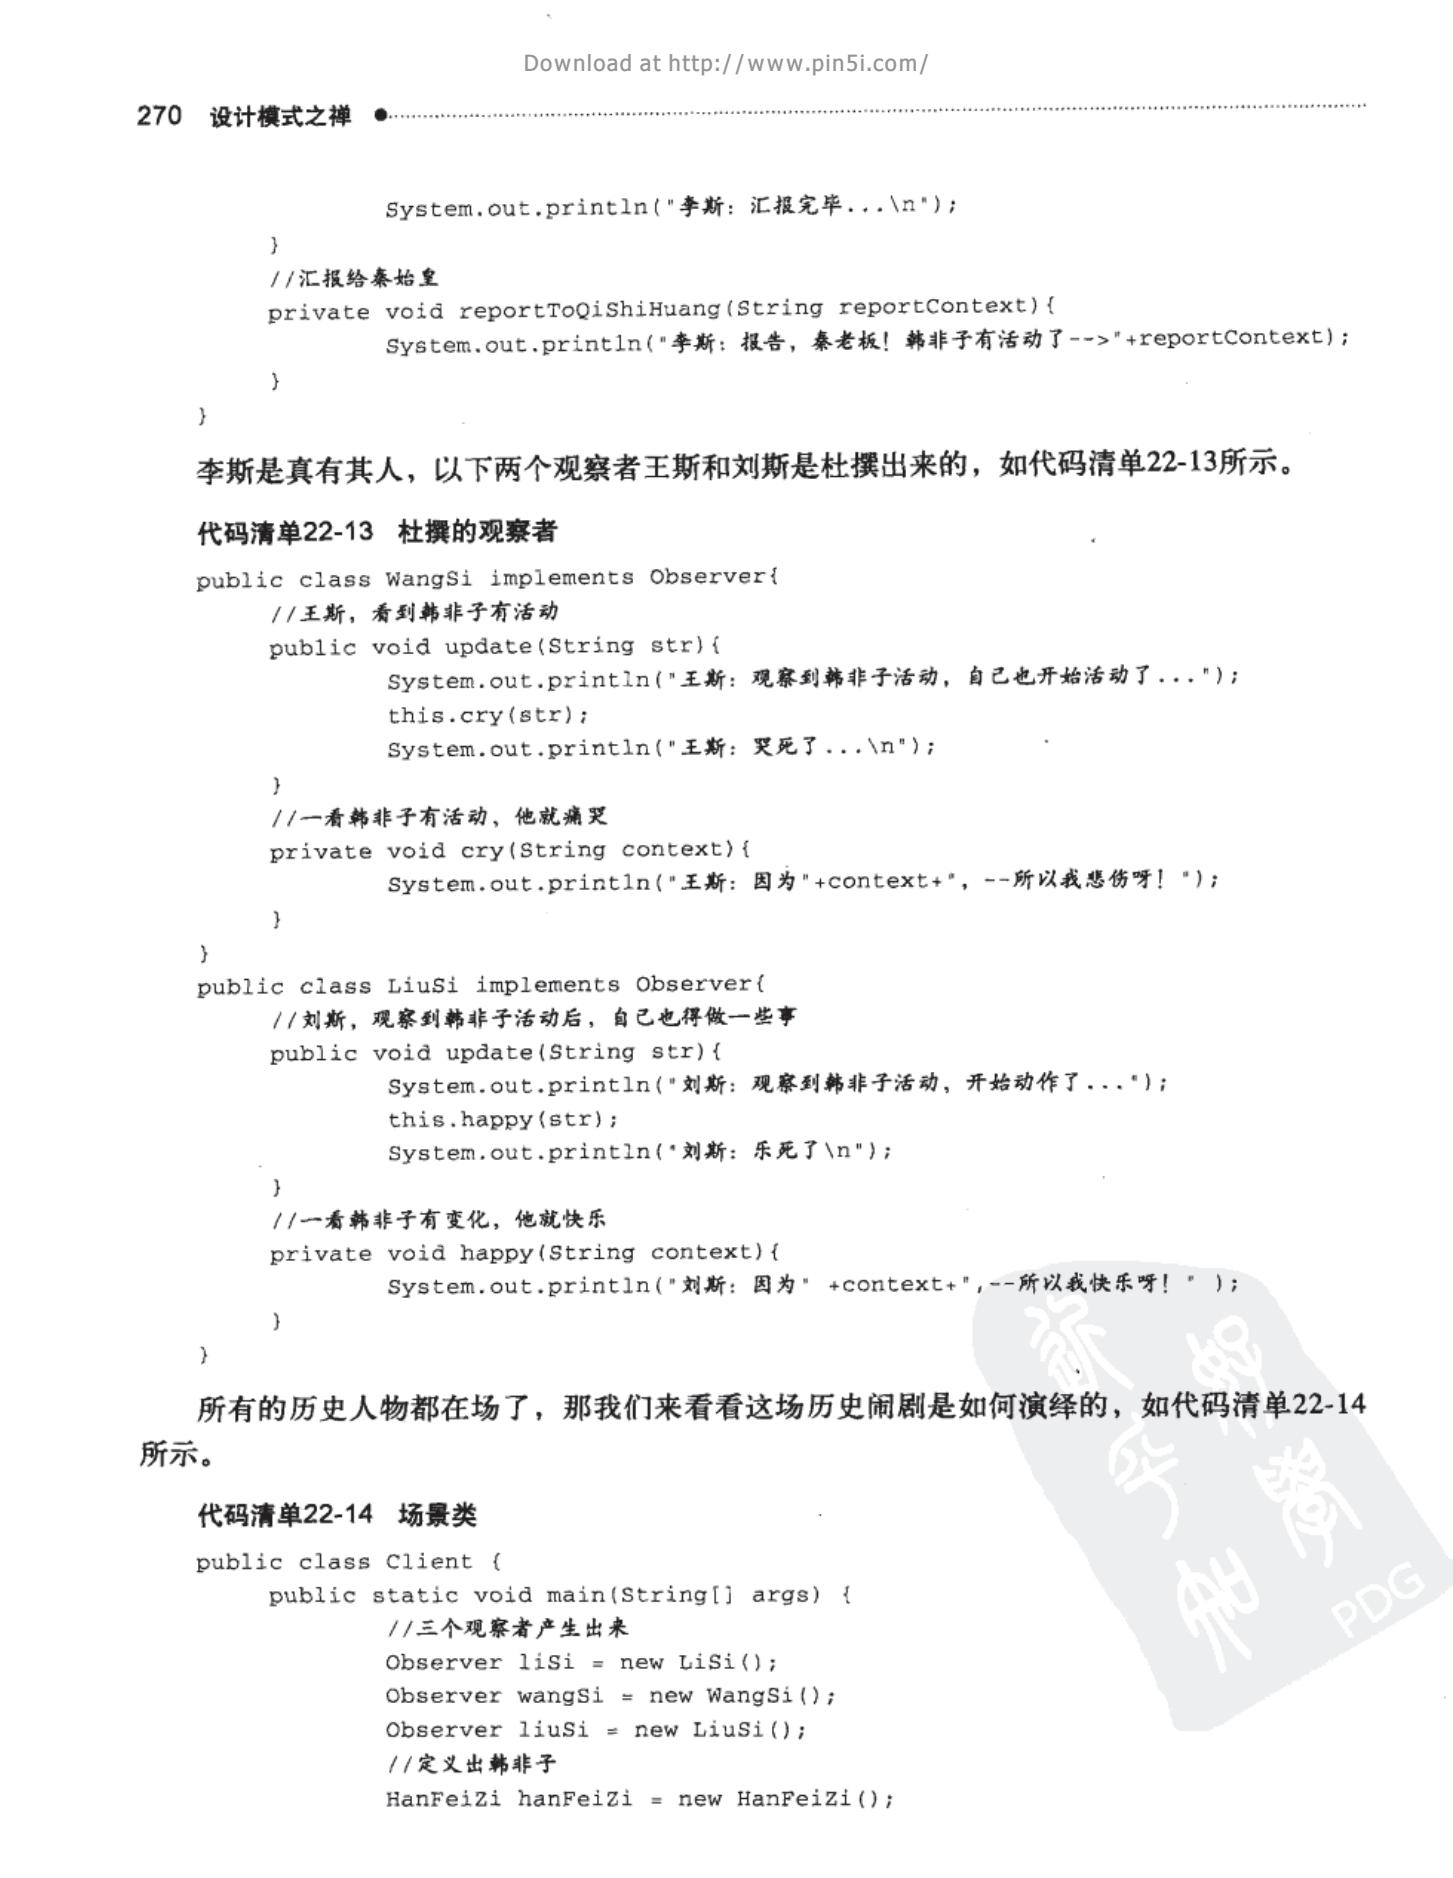 Download at http://www.pin5i.com/
270 设计模式之禅
System.out.println("李斯：汇报完毕...\n");
}
//汇报给秦始皇
private void reportToQiShiHuang(String reportContext){
System.out.println("李斯：报告，秦老板！韩非子有活动了-->"+reportContext);
}
}
李斯是真有其人，以下两个观察者王斯和刘斯是杜撰出来的，如代码清单22-13所示。
代码清单22-13 杜撰的观察者
public class WangSi implements Observer{
//王斯，看到韩非子有活动
public void update(String str){
System.out.println("王斯：观察到韩非子活动，自己也开始活动了...");
this.cry(str);
System.out.println("王斯：哭死了...\n");
}
//一看韩非子有活动，他就痛哭
private void cry(String context){
System.out.println("王斯：因为"+context+"，--所以我悲伤呀！");
}
}
public class LiuSi implements Observer{
//刘斯，观察到韩非子活动后，自己也得做一些事
public void update(String str){
System.out.println("刘斯：观察到韩非子活动，开始动作了...");
this.happy(str);
System.out.println("刘斯：乐死了\n");
}
//一看韩非子有变化，他就快乐
private void happy(String context){
System.out.println("刘斯：因为" +context+",--所以我快乐呀！" );
}
}
所有的历史人物都在场了，那我们来看看这场历史闹剧是如何演绎的，如代码清单22-14
所示。
代码清单22-14 场景类
public class Client {
public static void main(String[] args) {
//三个观察者产生出来
Observer liSi = new LiSi();
Observer wangSi = new WangSi();
Observer liuSi = new LiuSi();
//定义出韩非子
HanFeiZi hanFeiZi = new HanFeiZi();
PDG